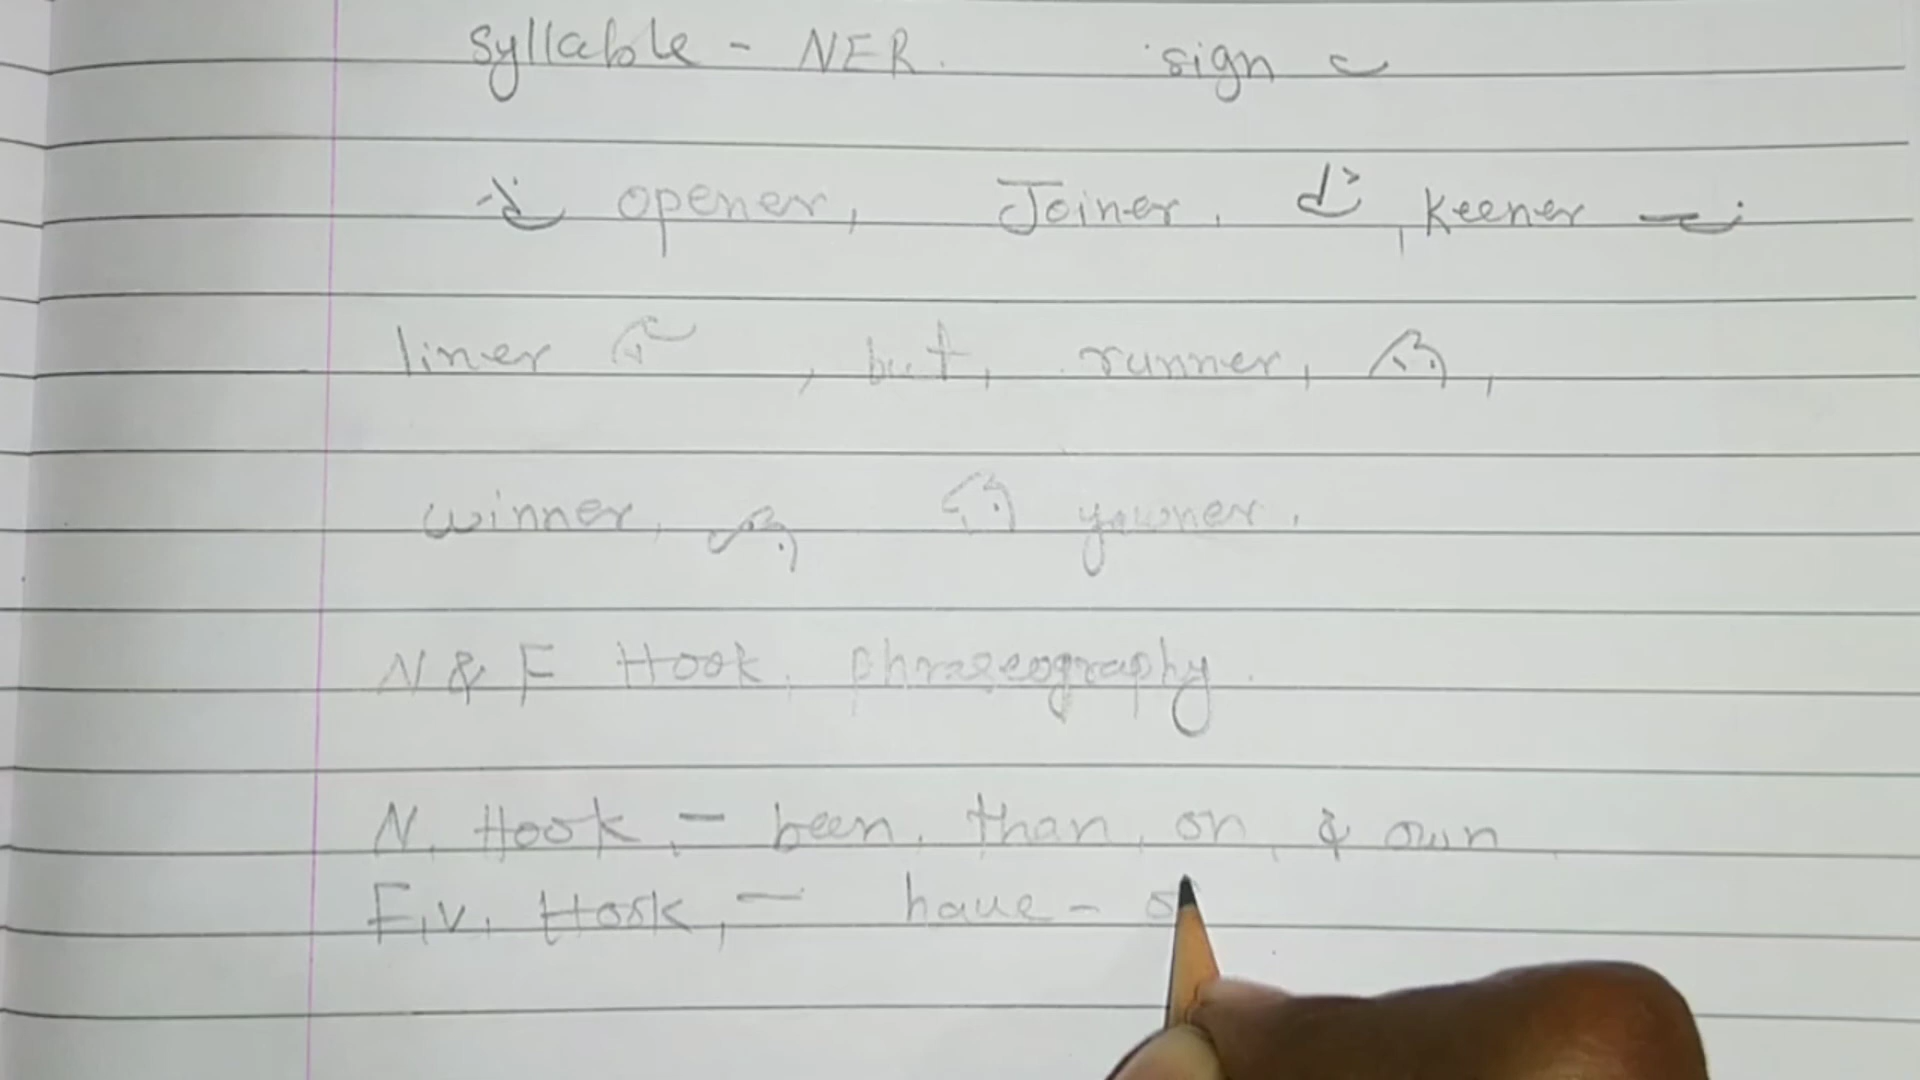 syllable - NER. sign
opener, Joiner, , keener
liner , but, runner, ,
winner, yawner.
N & F Hook, phraseography.
N. Hook, - been, than, on, & own
F, V, Hook, - have -